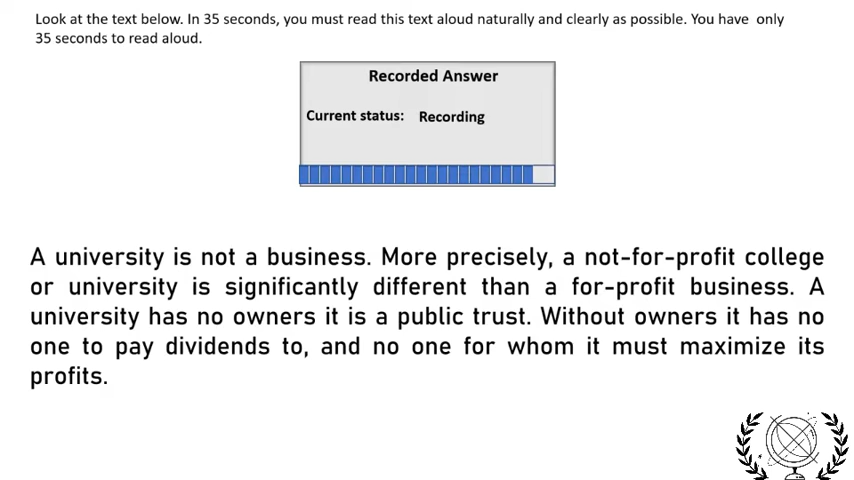 Look at the text below. In 35 seconds, you must read this text aloud naturally and clearly as possible. You have only
35 seconds to read aloud.
Recorded Answer
Current status: Recording
A university is not a business. More precisely, a not-for-profit college
or university is significantly different than a for-profit business. A
university has no owners it is a public trust. Without owners it has no
one to pay dividends to, and no one for whom it must maximize its
profits.